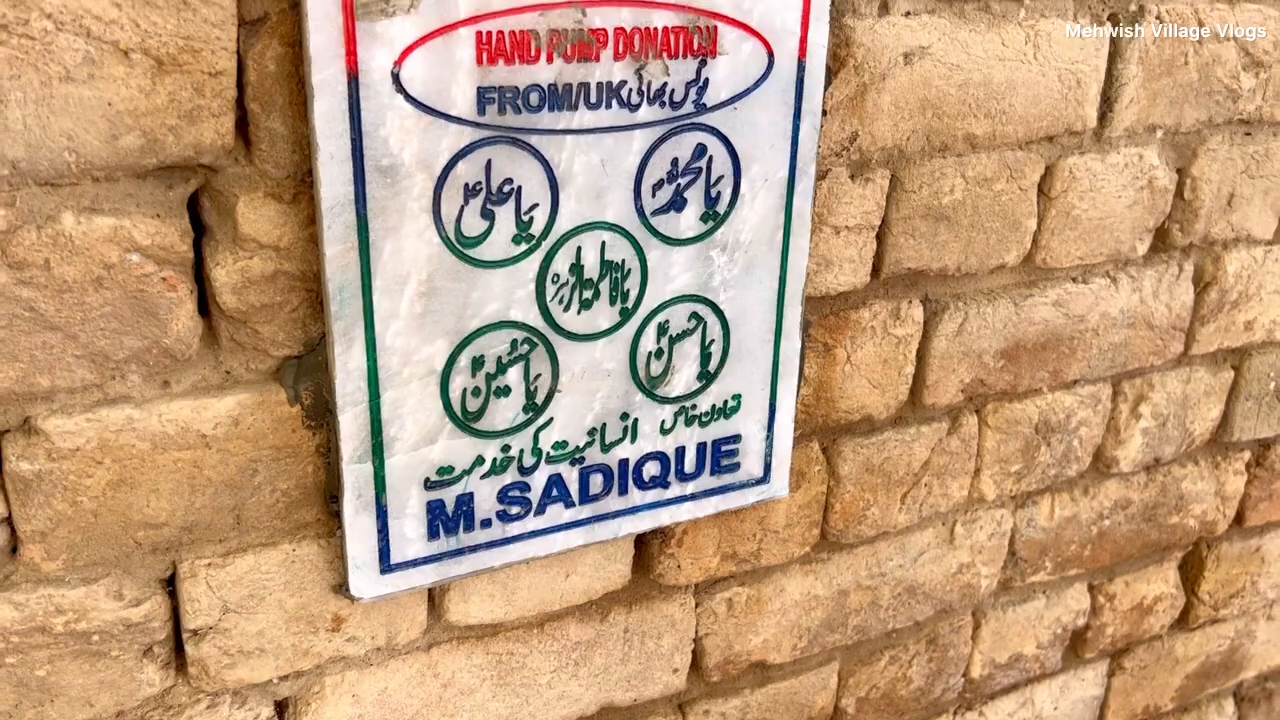 Mehwish Village Vlogs
HAND PUMP DONATION
FROM/UK یونس بھائی
یا محمدؐ
یا علیؑ
یا فاطمۃ الزہرہ
یا حسنؑ
یا حسینؑ
تعاون خاص انسانیت کی خدمت
M.SADIQUE